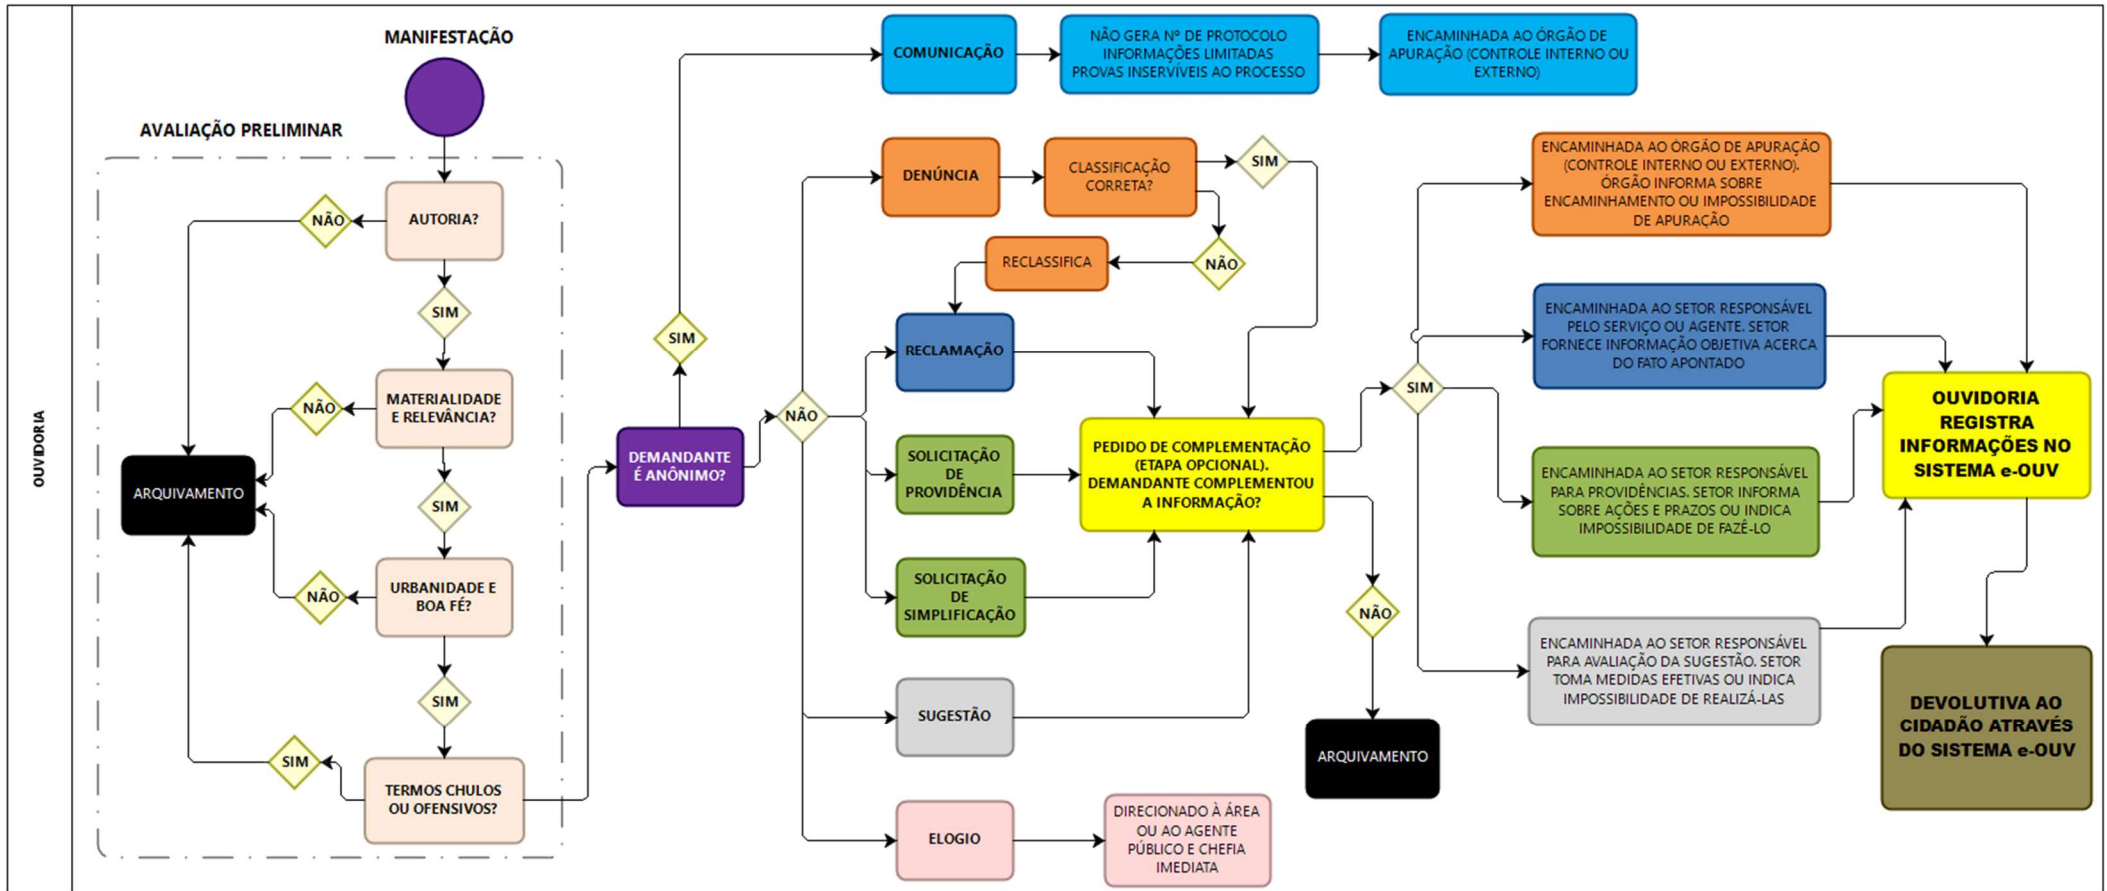 OUVIDORIA
MANIFESTAÇÃO
AVALIAÇÃO PRELIMINAR
AUTORIA?
NÃO
SIM
MATERIALIDADE
E RELEVÂNCIA?
NÃO
ARQUIVAMENTO
SIM
URBANIDADE E
BOA FÉ?
NÃO
SIM
TERMOS CHULOS
OU OFENSIVOS?
SIM
DEMANDANTE
É ANÔNIMO?
SIM
NÃO
COMUNICAÇÃO
NÃO GERA Nº DE PROTOCOLO
INFORMAÇÕES LIMITADAS
PROVAS INSERVÍVEIS AO PROCESSO
ENCAMINHADA AO ÓRGÃO DE
APURAÇÃO (CONTROLE INTERNO OU
EXTERNO)
DENÚNCIA
CLASSIFICAÇÃO
CORRETA?
SIM
NÃO
RECLASSIFICA
RECLAMAÇÃO
SOLICITAÇÃO
DE
PROVIDÊNCIA
SOLICITAÇÃO
DE
SIMPLIFICAÇÃO
SUGESTÃO
ELOGIO
DIRECIONADO À ÁREA
OU AO AGENTE
PÚBLICO E CHEFIA
IMEDIATA
PEDIDO DE COMPLEMENTAÇÃO
(ETAPA OPCIONAL).
DEMANDANTE COMPLEMENTOU
A INFORMAÇÃO?
SIM
NÃO
ARQUIVAMENTO
ENCAMINHADA AO ÓRGÃO DE APURAÇÃO
(CONTROLE INTERNO OU EXTERNO).
ÓRGÃO INFORMA SOBRE
ENCAMINHAMENTO OU IMPOSSIBILIDADE
DE APURAÇÃO
ENCAMINHADA AO SETOR RESPONSÁVEL
PELO SERVIÇO OU AGENTE. SETOR
FORNECE INFORMAÇÃO OBJETIVA ACERCA
DO FATO APONTADO
ENCAMINHADA AO SETOR RESPONSÁVEL
PARA PROVIDÊNCIAS. SETOR INFORMA
SOBRE AÇÕES E PRAZOS OU INDICA
IMPOSSIBILIDADE DE FAZÊ-LO
ENCAMINHADA AO SETOR RESPONSÁVEL
PARA AVALIAÇÃO DA SUGESTÃO. SETOR
TOMA MEDIDAS EFETIVAS OU INDICA
IMPOSSIBILIDADE DE REALIZÁ-LAS
OUVIDORIA
REGISTRA
INFORMAÇÕES NO
SISTEMA e-OUV
DEVOLUTIVA AO
CIDADÃO ATRAVÉS
DO SISTEMA e-OUV